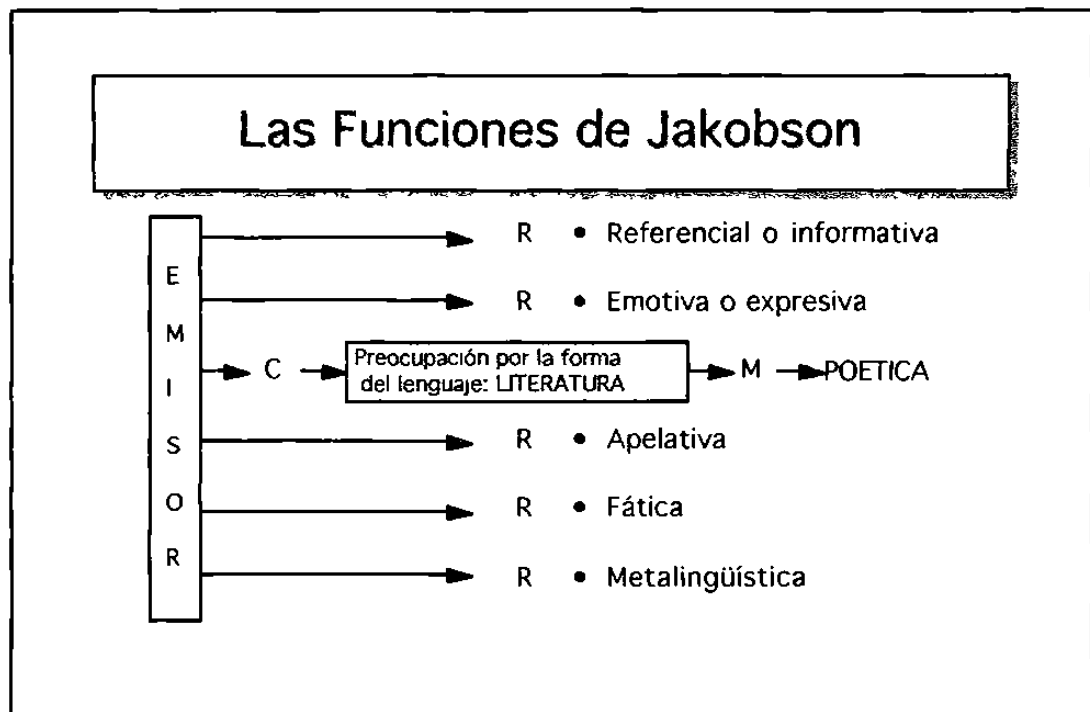 Las Funciones de Jakobson
E M I S O R
R • Referencial o informativa
R • Emotiva o expresiva
C Preocupación por la forma
del lenguaje: LITERATURA M POETICA
R • Apelativa
R • Fática
R • Metalingüística